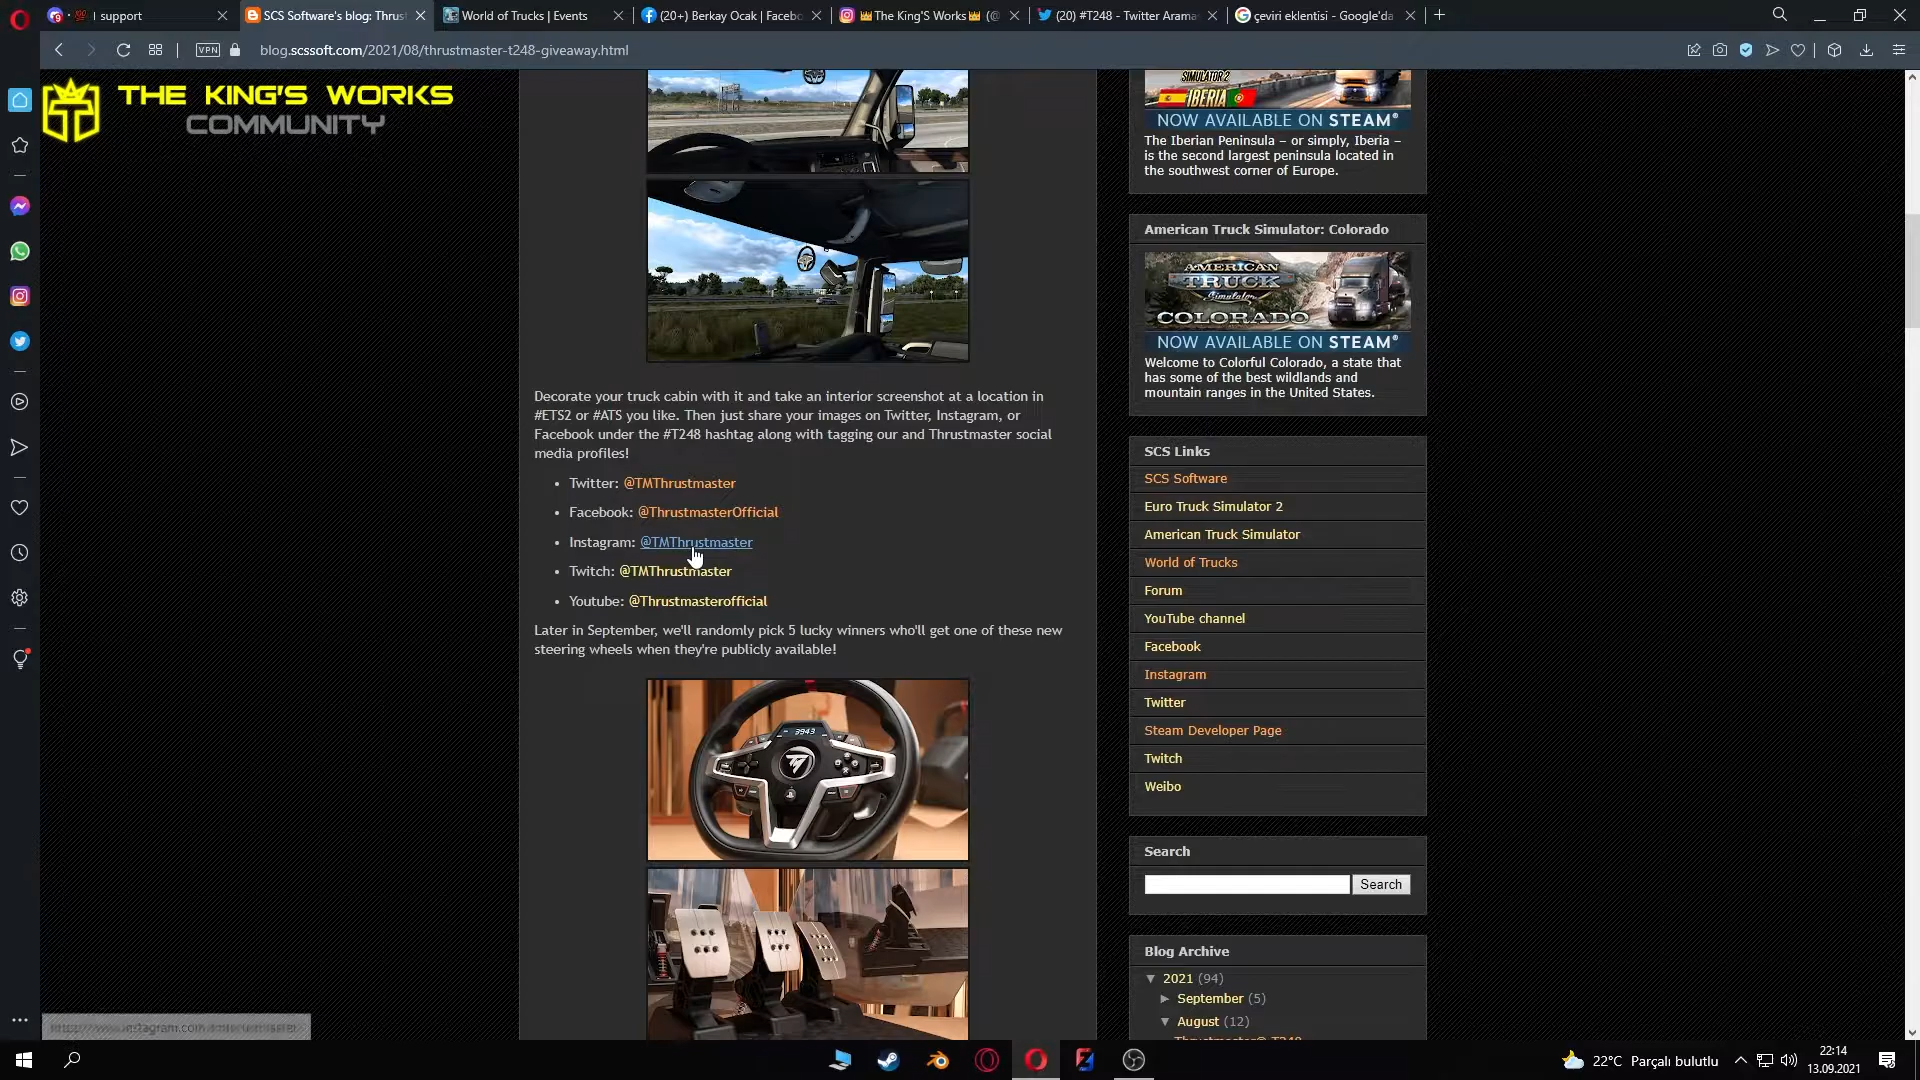 I support
SCS Software's blog: Thrus
World of Trucks | Events
(20+) Berkay Ocak | Facebo
The King'S Works
(20) #T248 - Twitter Arama
çeviri eklentisi - Google'da
VPN
blog.scssoft.com/2021/08/thrustmaster-t248-giveaway.html
THE KING'S WORKS
COMMUNITY
SIMULATOR 2
IBERIA
NOW AVAILABLE ON STEAM®
The Iberian Peninsula – or simply, Iberia –
is the second largest peninsula located in
the southwest corner of Europe.
American Truck Simulator: Colorado
AMERICAN
TRUCK
Simulator
COLORADO
NOW AVAILABLE ON STEAM®
Welcome to Colorful Colorado, a state that
has some of the best wildlands and
mountain ranges in the United States.
Decorate your truck cabin with it and take an interior screenshot at a location in
#ETS2 or #ATS you like. Then just share your images on Twitter, Instagram, or
Facebook under the #T248 hashtag along with tagging our and Thrustmaster social
media profiles!
Twitter: @TMThrustmaster
Facebook: @ThrustmasterOfficial
Instagram: @TMThrustmaster
Twitch: @TMThrustmaster
Youtube: @Thrustmasterofficial
Later in September, we'll randomly pick 5 lucky winners who'll get one of these new
steering wheels when they're publicly available!
3943
SCS Links
SCS Software
Euro Truck Simulator 2
American Truck Simulator
World of Trucks
Forum
YouTube channel
Facebook
Instagram
Twitter
Steam Developer Page
Twitch
Weibo
Search
Search
Blog Archive
▼ 2021 (94)
► September (5)
▼ August (12)
Thrustmaster® T248
22°C Parçalı bulutlu
22:14
13.09.2021